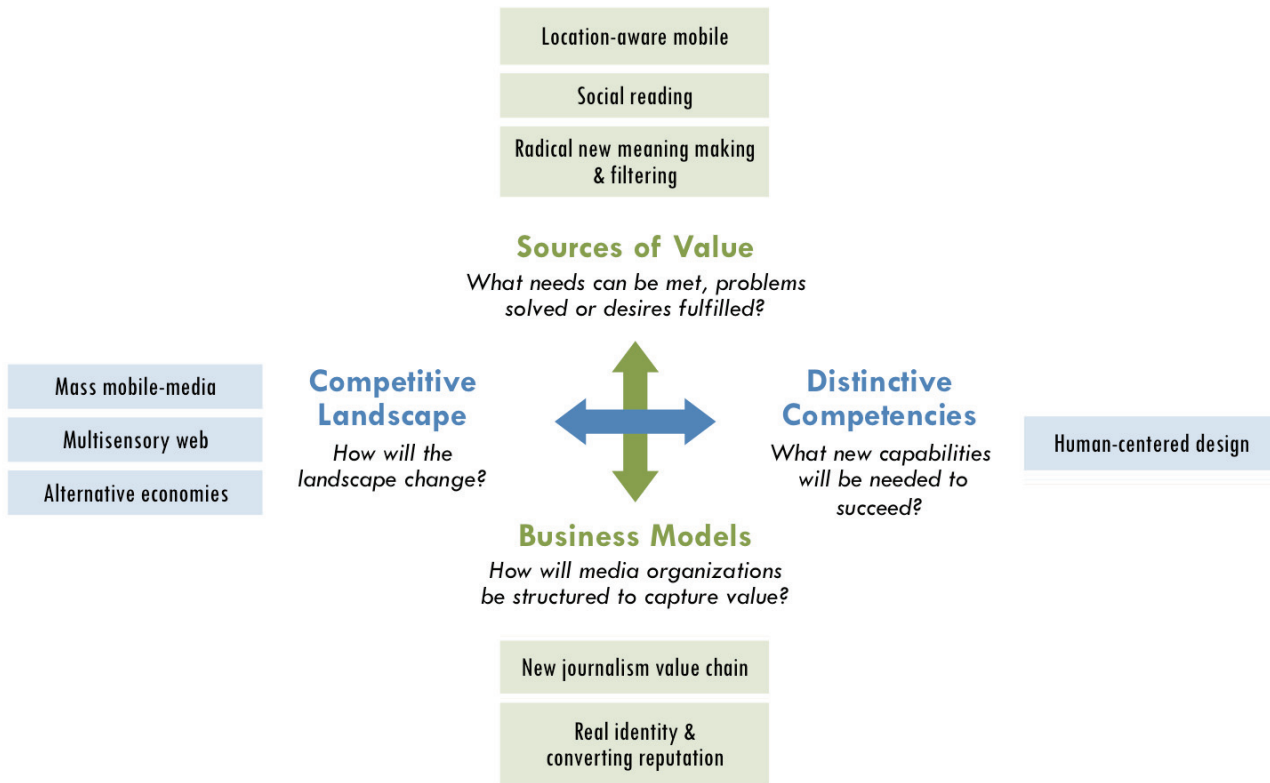 Location-aware mobile
Social reading
Radical new meaning making
& filtering
Sources of Value
What needs can be met, problems
solved or desires fulfilled?
Mass mobile-media
Multisensory web
Alternative economies
Competitive
Landscape
How will the
landscape change?
Distinctive
Competencies
What new capabilities
will be needed to
succeed?
Human-centered design
Business Models
How will media organizations
be structured to capture value?
New journalism value chain
Real identity &
converting reputation